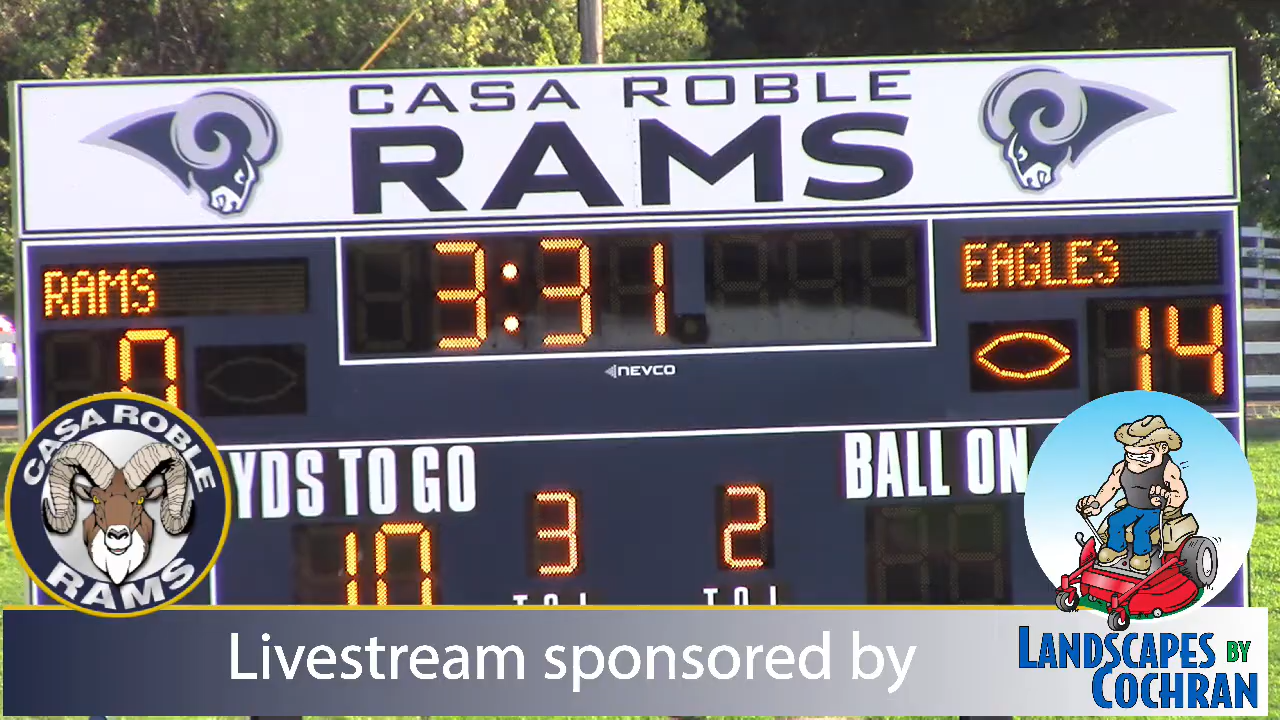 CASA ROBLE
RAMS
RAMS
3:31
EAGLES
0
14
NEVCO
YDS TO GO
BALL ON
10
3
2
CASA ROBLE
RAMS
Livestream sponsored by
LANDSCAPES BY
COCHRAN